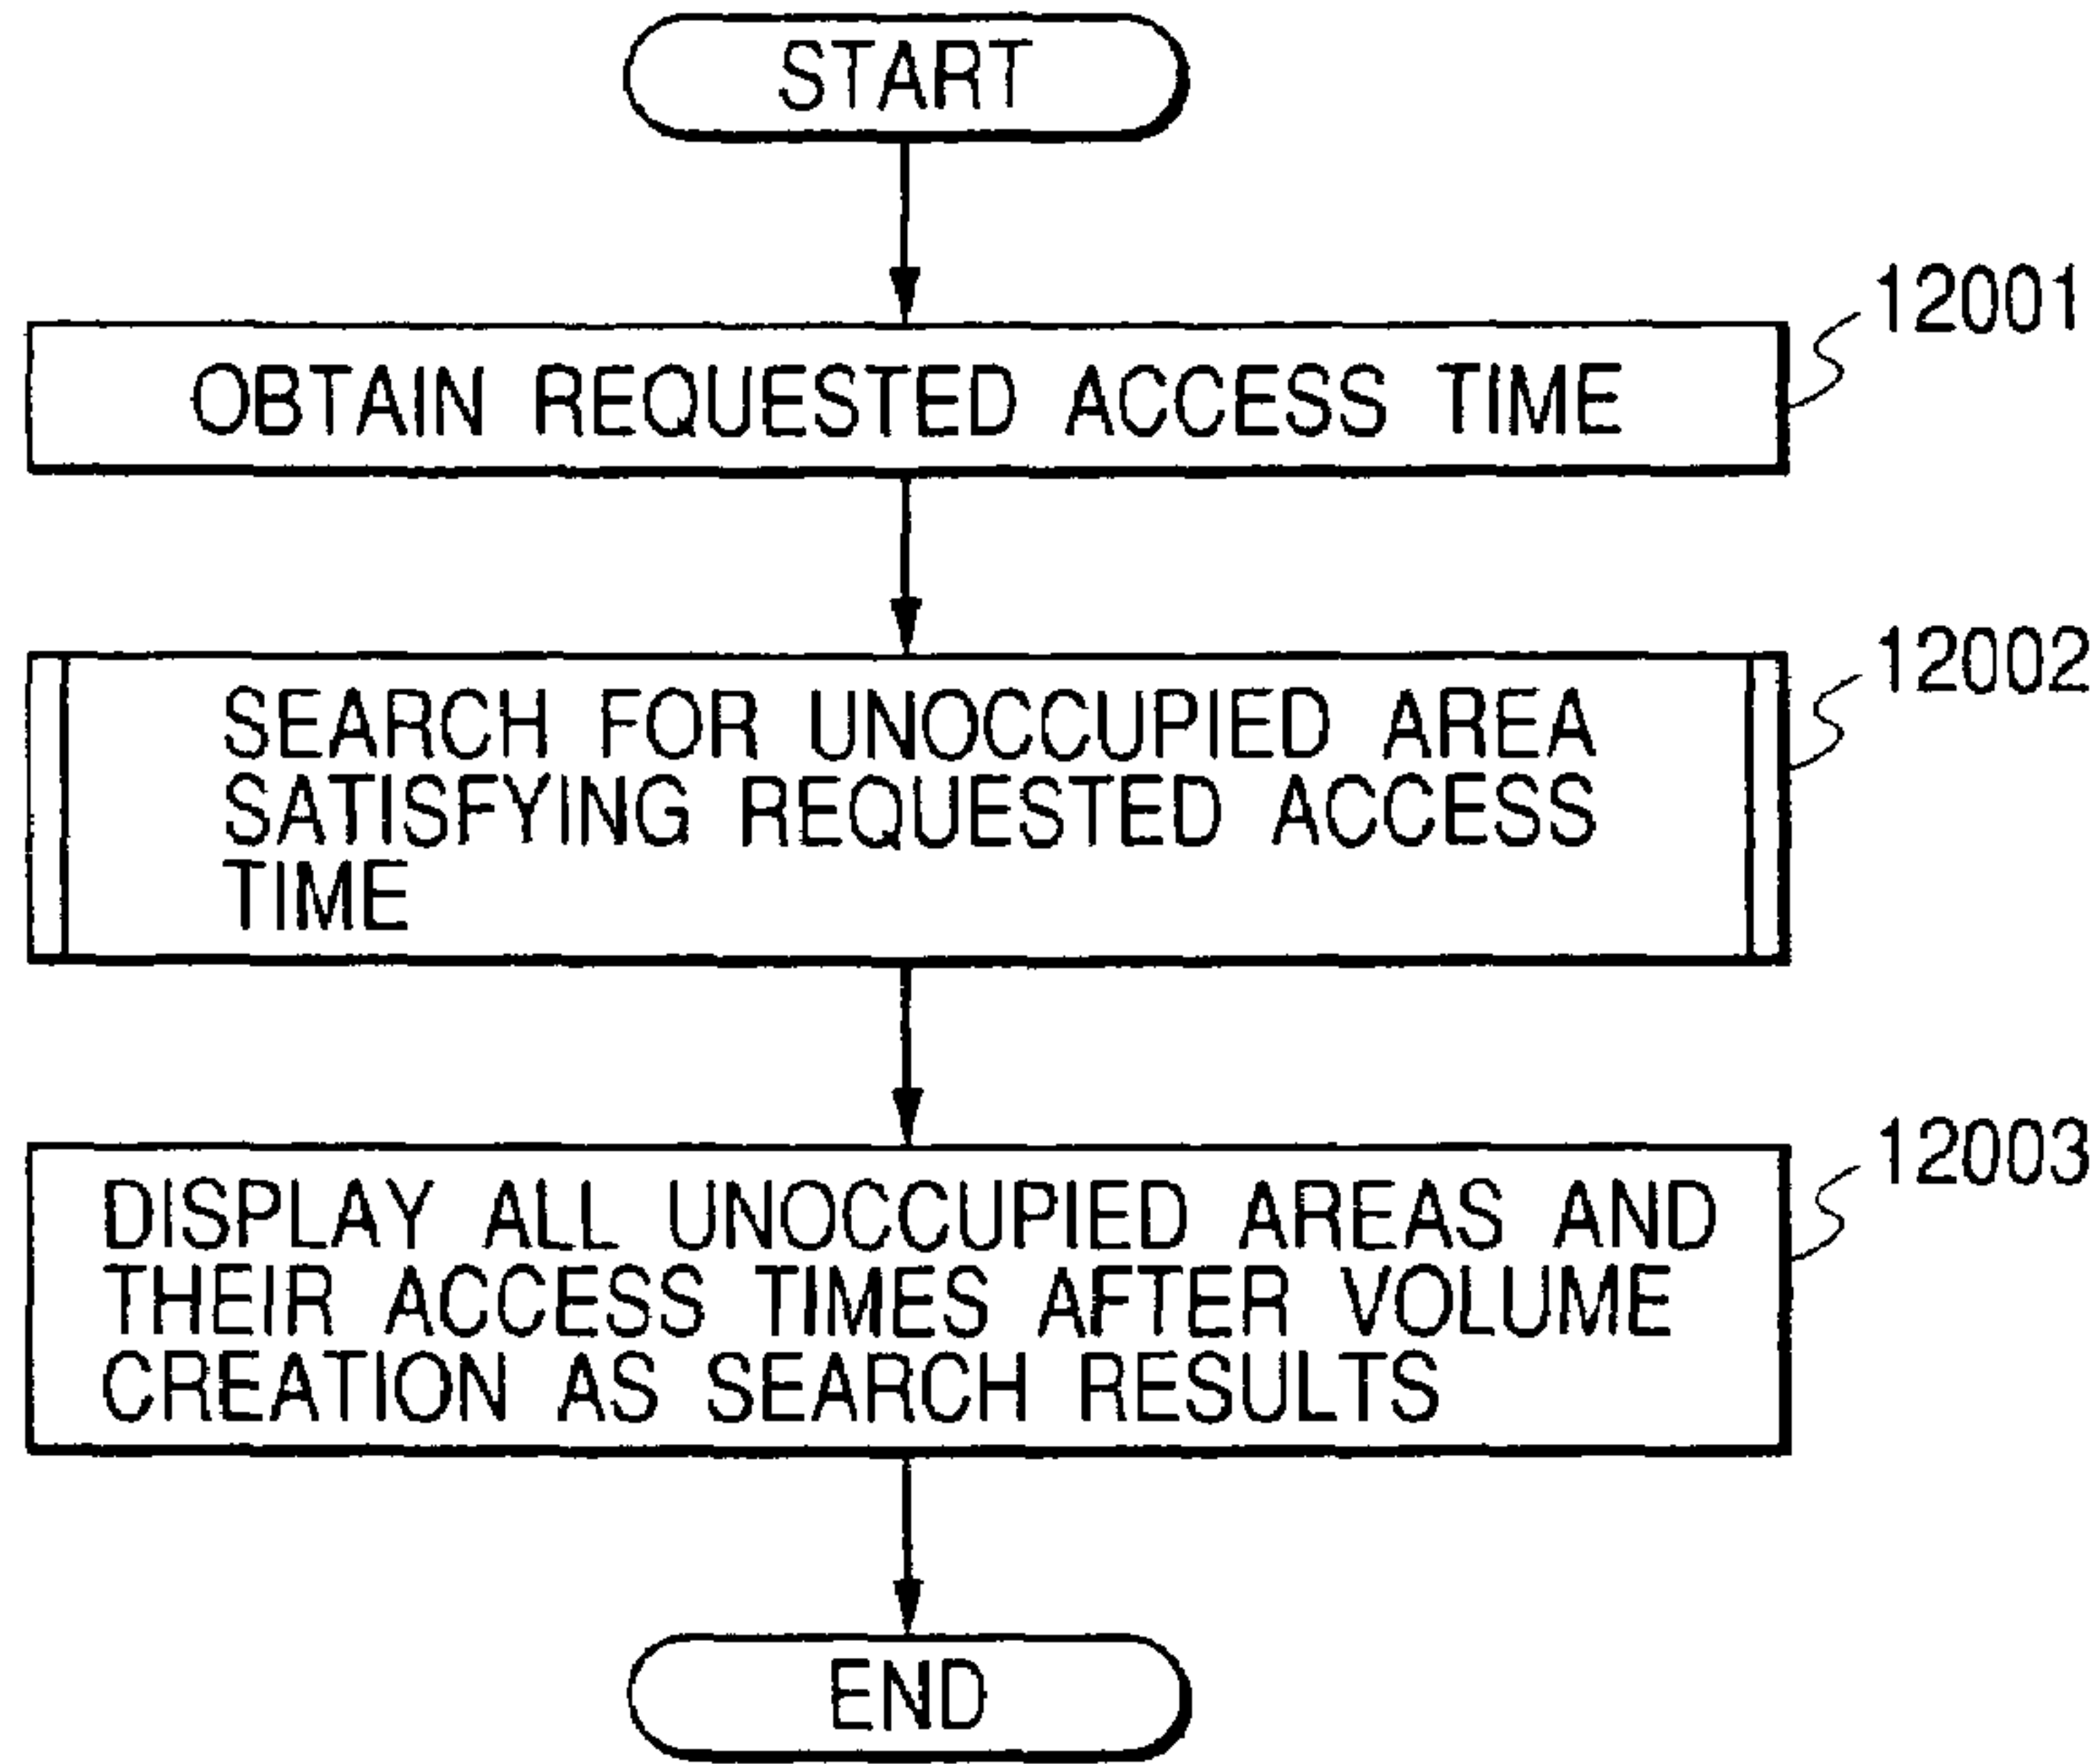 START
12001
OBTAIN REQUESTED ACCESS TIME
12002
SEARCH FOR UNOCCUPIED AREA
SATISFYING REQUESTED ACCESS
TIME
12003
DISPLAY ALL UNOCCUPIED AREAS AND
THEIR ACCESS TIMES AFTER VOLUME
CREATION AS SEARCH RESULTS
END